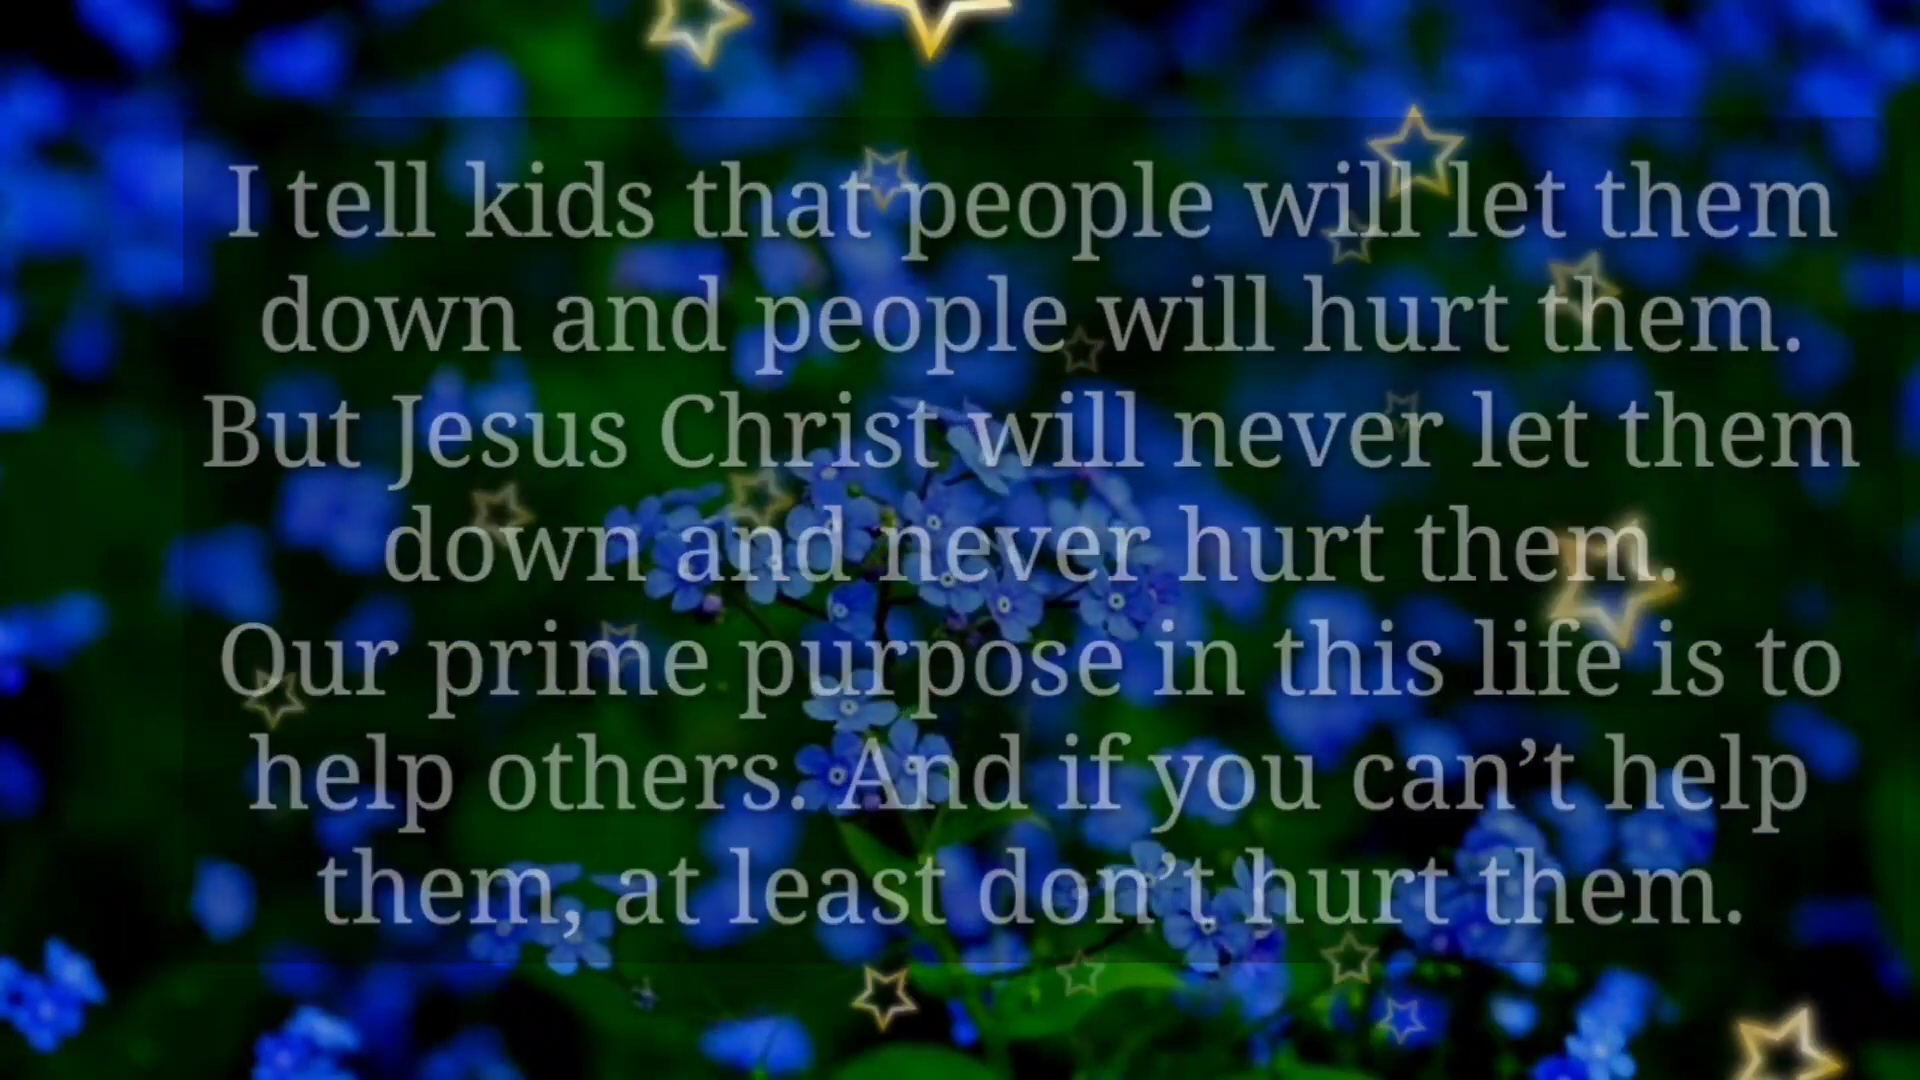 I tell kids that people will let them
down and people will hurt them.
But Jesus Christ will never let them
down and never hurt them.
Our prime purpose in this life is to
help others. And if you can’t help
them, at least don’t hurt them.